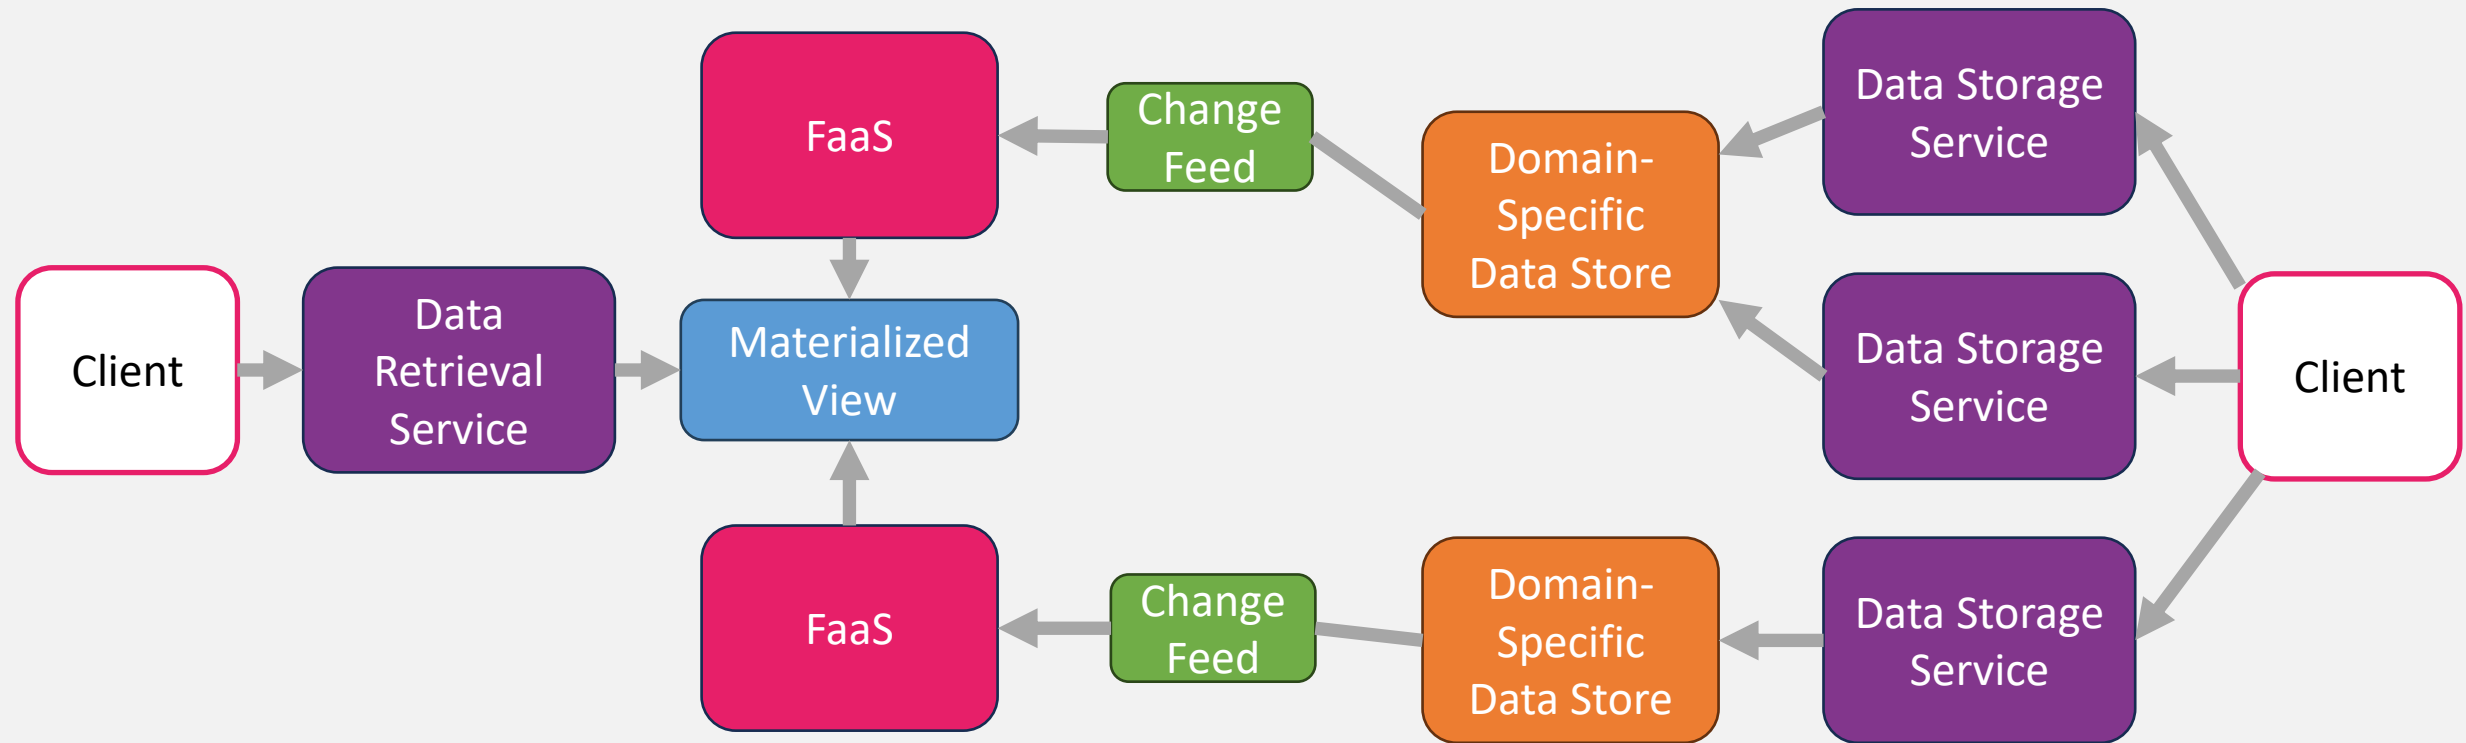 Client
Data
Retrieval
Service
FaaS
Materialized
View
FaaS
Change
Feed
Change
Feed
Domain-
Specific
Data Store
Domain-
Specific
Data Store
Data Storage
Service
Data Storage
Service
Data Storage
Service
Client